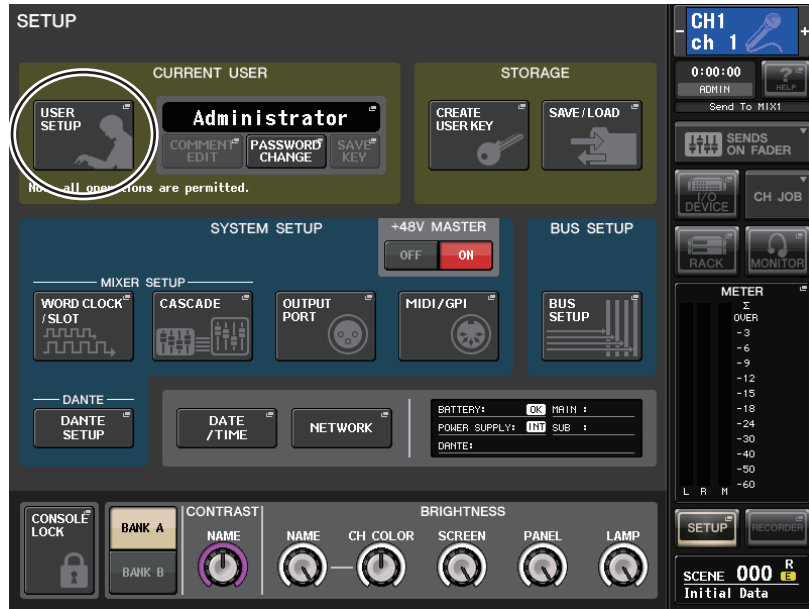 SETUP
CURRENT USER
USER
SETUP
Administrator
COMMENT
EDIT
PASSWORD
CHANGE
SAVE
KEY
all operations are permitted.
STORAGE
CREATE
USER KEY
SAVE/LOAD
SYSTEM SETUP
+48V MASTER
OFF
ON
BUS SETUP
MIXER SETUP
WORD CLOCK
/SLOT
CASCADE
OUTPUT
PORT
MIDI/GPI
BUS
SETUP
DANTE
DANTE
SETUP
DATE
/TIME
NETWORK
BATTERY: OK MAIN :
POWER SUPPLY: INT SUB :
DANTE:
CONSOLE
LOCK
BANK A
BANK B
CONTRAST
NAME
BRIGHTNESS
NAME
CH COLOR
SCREEN
PANEL
LAMP
- CH1 +
ch 1
0:00:00
ADMIN
?
HELP
Send To MIX1
SENDS
ON FADER
I/O
DEVICE
CH JOB
RACK
MONITOR
METER
Σ
OVER
-3
-6
-9
-12
-15
-18
-24
-30
-40
-50
-60
L R M
SETUP
RECORDER
SCENE 000 R
E
Initial Data